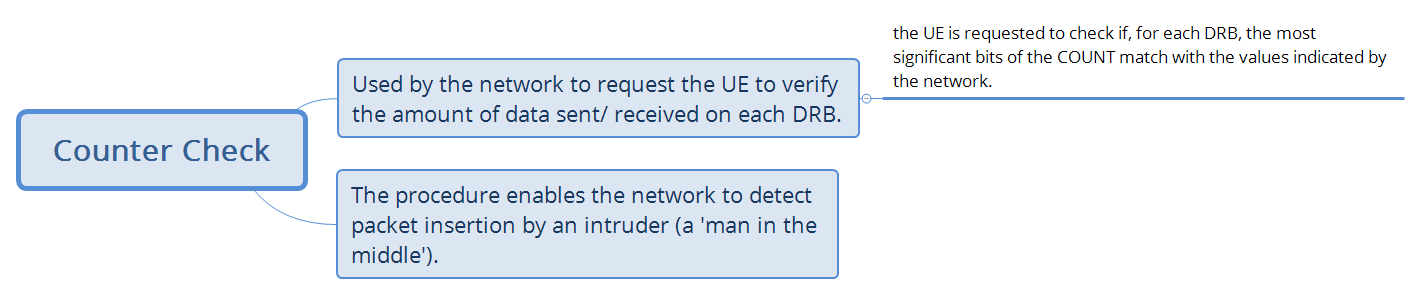 Counter Check
Used by the network to request the UE to verify
the amount of data sent/ received on each DRB.
the UE is requested to check if, for each DRB, the most
significant bits of the COUNT match with the values indicated by
the network.
The procedure enables the network to detect
packet insertion by an intruder (a 'man in the
middle').